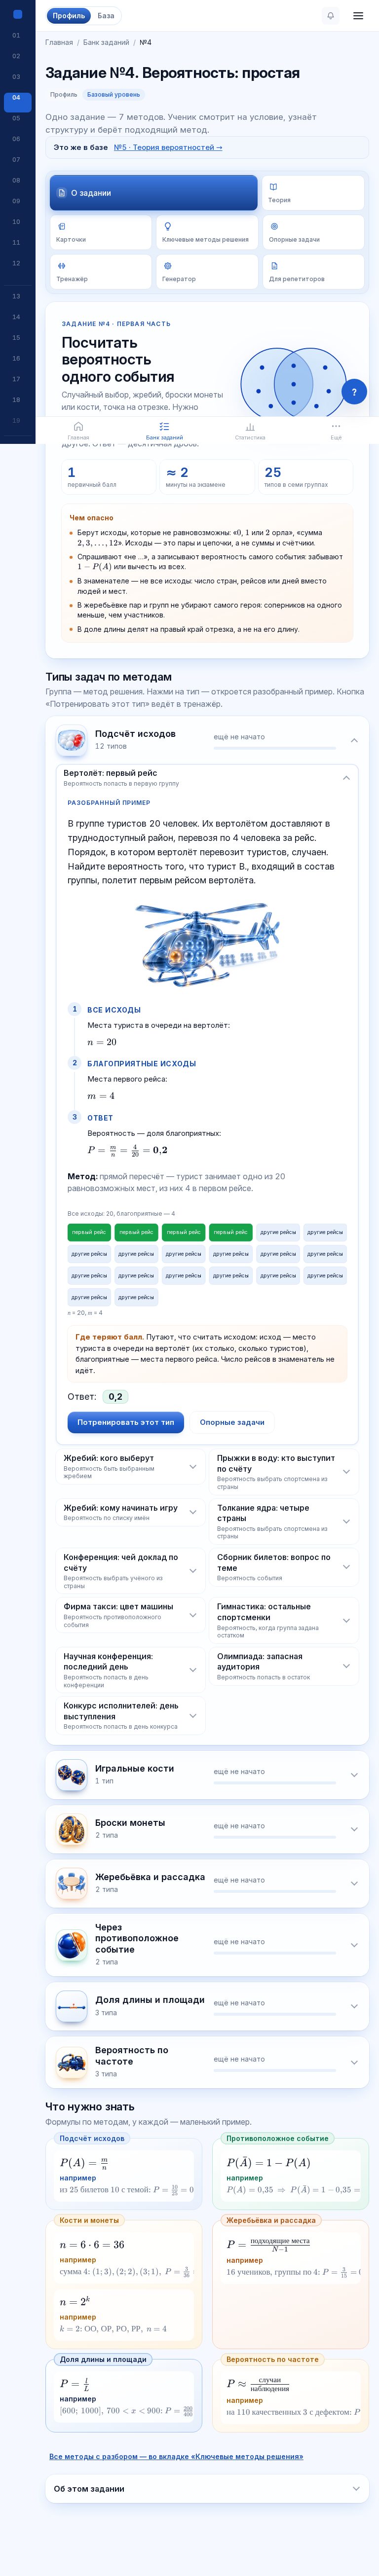 Профиль База
Главная / Банк заданий / №4
01
02
03
04
05
06
07
08
09
10
11
12
13
14
15
16
17
18
19
Задание №4. Вероятность: простая
Профиль Базовый уровень
Одно задание — 7 методов. Ученик смотрит на условие, узнаёт
структуру и берёт подходящий метод.
Это же в базе №5 · Теория вероятностей →
О задании
Теория
Карточки
Ключевые методы решения
Опорные задачи
Тренажёр
Генератор
Для репетиторов
ЗАДАНИЕ №4 · ПЕРВАЯ ЧАСТЬ
Посчитать
вероятность
одного события
Случайный выбор, жребий, броски монеты
или кости, точка на отрезке. Нужно
?
Главная
Банк заданий
Статистика
Ещё
1
первичный балл
≈ 2
минуты на экзамене
25
типов в семи группах
Чем опасно
Берут исходы, которые не равновозможны: «0, 1 или 2 орла», «сумма
2, 3, …, 12». Исходы — это пары и цепочки, а не суммы и счётчики.
Спрашивают «не …», а записывают вероятность самого события: забывают
1 − P(A) или вычесть из всех.
В знаменателе — не все исходы: число стран, рейсов или дней вместо
людей и мест.
В жеребьёвке пар и групп не убирают самого героя: соперников на одного
меньше, чем участников.
В доле длины делят на правый край отрезка, а не на его длину.
Типы задач по методам
Группа — метод решения. Нажми на тип — откроется разобранный пример. Кнопка
«Потренировать этот тип» ведёт в тренажёр.
Подсчёт исходов
12 типов
ещё не начато
Вертолёт: первый рейс
Вероятность попасть в первую группу
РАЗОБРАННЫЙ ПРИМЕР
В группе туристов 20 человек. Их вертолётом доставляют в
труднодоступный район, перевозя по 4 человека за рейс.
Порядок, в котором вертолёт перевозит туристов, случаен.
Найдите вероятность того, что турист В., входящий в состав
группы, полетит первым рейсом вертолёта.
1 ВСЕ ИСХОДЫ
Места туриста в очереди на вертолёт:
n = 20
2 БЛАГОПРИЯТНЫЕ ИСХОДЫ
Места первого рейса:
m = 4
3 ОТВЕТ
Вероятность — доля благоприятных:
P = m/n = 4/20 = 0,2
Метод: прямой пересчёт — турист занимает одно из 20
равновозможных мест, из них 4 в первом рейсе.
Все исходы: 20, благоприятные — 4
первый рейс первый рейс первый рейс первый рейс другие рейсы другие рейсы
другие рейсы другие рейсы другие рейсы другие рейсы другие рейсы другие рейсы
другие рейсы другие рейсы другие рейсы другие рейсы другие рейсы другие рейсы
другие рейсы другие рейсы
n = 20, m = 4
Где теряют балл. Путают, что считать исходом: исход — место
туриста в очереди на вертолёт (их столько, сколько туристов),
благоприятные — места первого рейса. Число рейсов в знаменатель не
идёт.
Ответ: 0,2
Потренировать этот тип
Опорные задачи
Жребий: кого выберут
Вероятность быть выбранным
жребием
Прыжки в воду: кто выступит
по счёту
Вероятность выбрать спортсмена из
страны
Жребий: кому начинать игру
Вероятность по списку имён
Толкание ядра: четыре
страны
Вероятность выбрать спортсмена из
страны
Конференция: чей доклад по
счёту
Вероятность выбрать учёного из
страны
Сборник билетов: вопрос по
теме
Вероятность события
Фирма такси: цвет машины
Вероятность противоположного
события
Гимнастика: остальные
спортсменки
Вероятность, когда группа задана
остатком
Научная конференция:
последний день
Вероятность попасть в день
конференции
Олимпиада: запасная
аудитория
Вероятность попасть в остаток
Конкурс исполнителей: день
выступления
Вероятность попасть в день конкурса
Игральные кости
1 тип
ещё не начато
Броски монеты
2 типа
ещё не начато
Жеребьёвка и рассадка
2 типа
ещё не начато
Через
противоположное
событие
2 типа
ещё не начато
Доля длины и площади
3 типа
ещё не начато
Вероятность по
частоте
3 типа
ещё не начато
Что нужно знать
Формулы по методам, у каждой — маленький пример.
Подсчёт исходов
P(A) = m/n
например
из 25 билетов 10 с темой: P = 10/25 = 0
Противоположное событие
P(Ā) = 1 − P(A)
например
P(A) = 0,35 ⇒ P(Ā) = 1 − 0,35 =
Кости и монеты
n = 6 · 6 = 36
например
сумма 4: (1; 3), (2; 2), (3; 1), P = 3/36
n = 2^k
например
k = 2: ОО, ОР, РО, РР, n = 4
Жеребьёвка и рассадка
P = подходящие места/N−1
например
16 учеников, группы по 4: P = 3/15 = 0
Доля длины и площади
P = l/L
например
[600; 1000], 700 < x < 900: P = 200/400
Вероятность по частоте
P ≈ случаи/наблюдения
например
на 110 качественных 3 с дефектом: P
Все методы с разбором — во вкладке «Ключевые методы решения»
Об этом задании